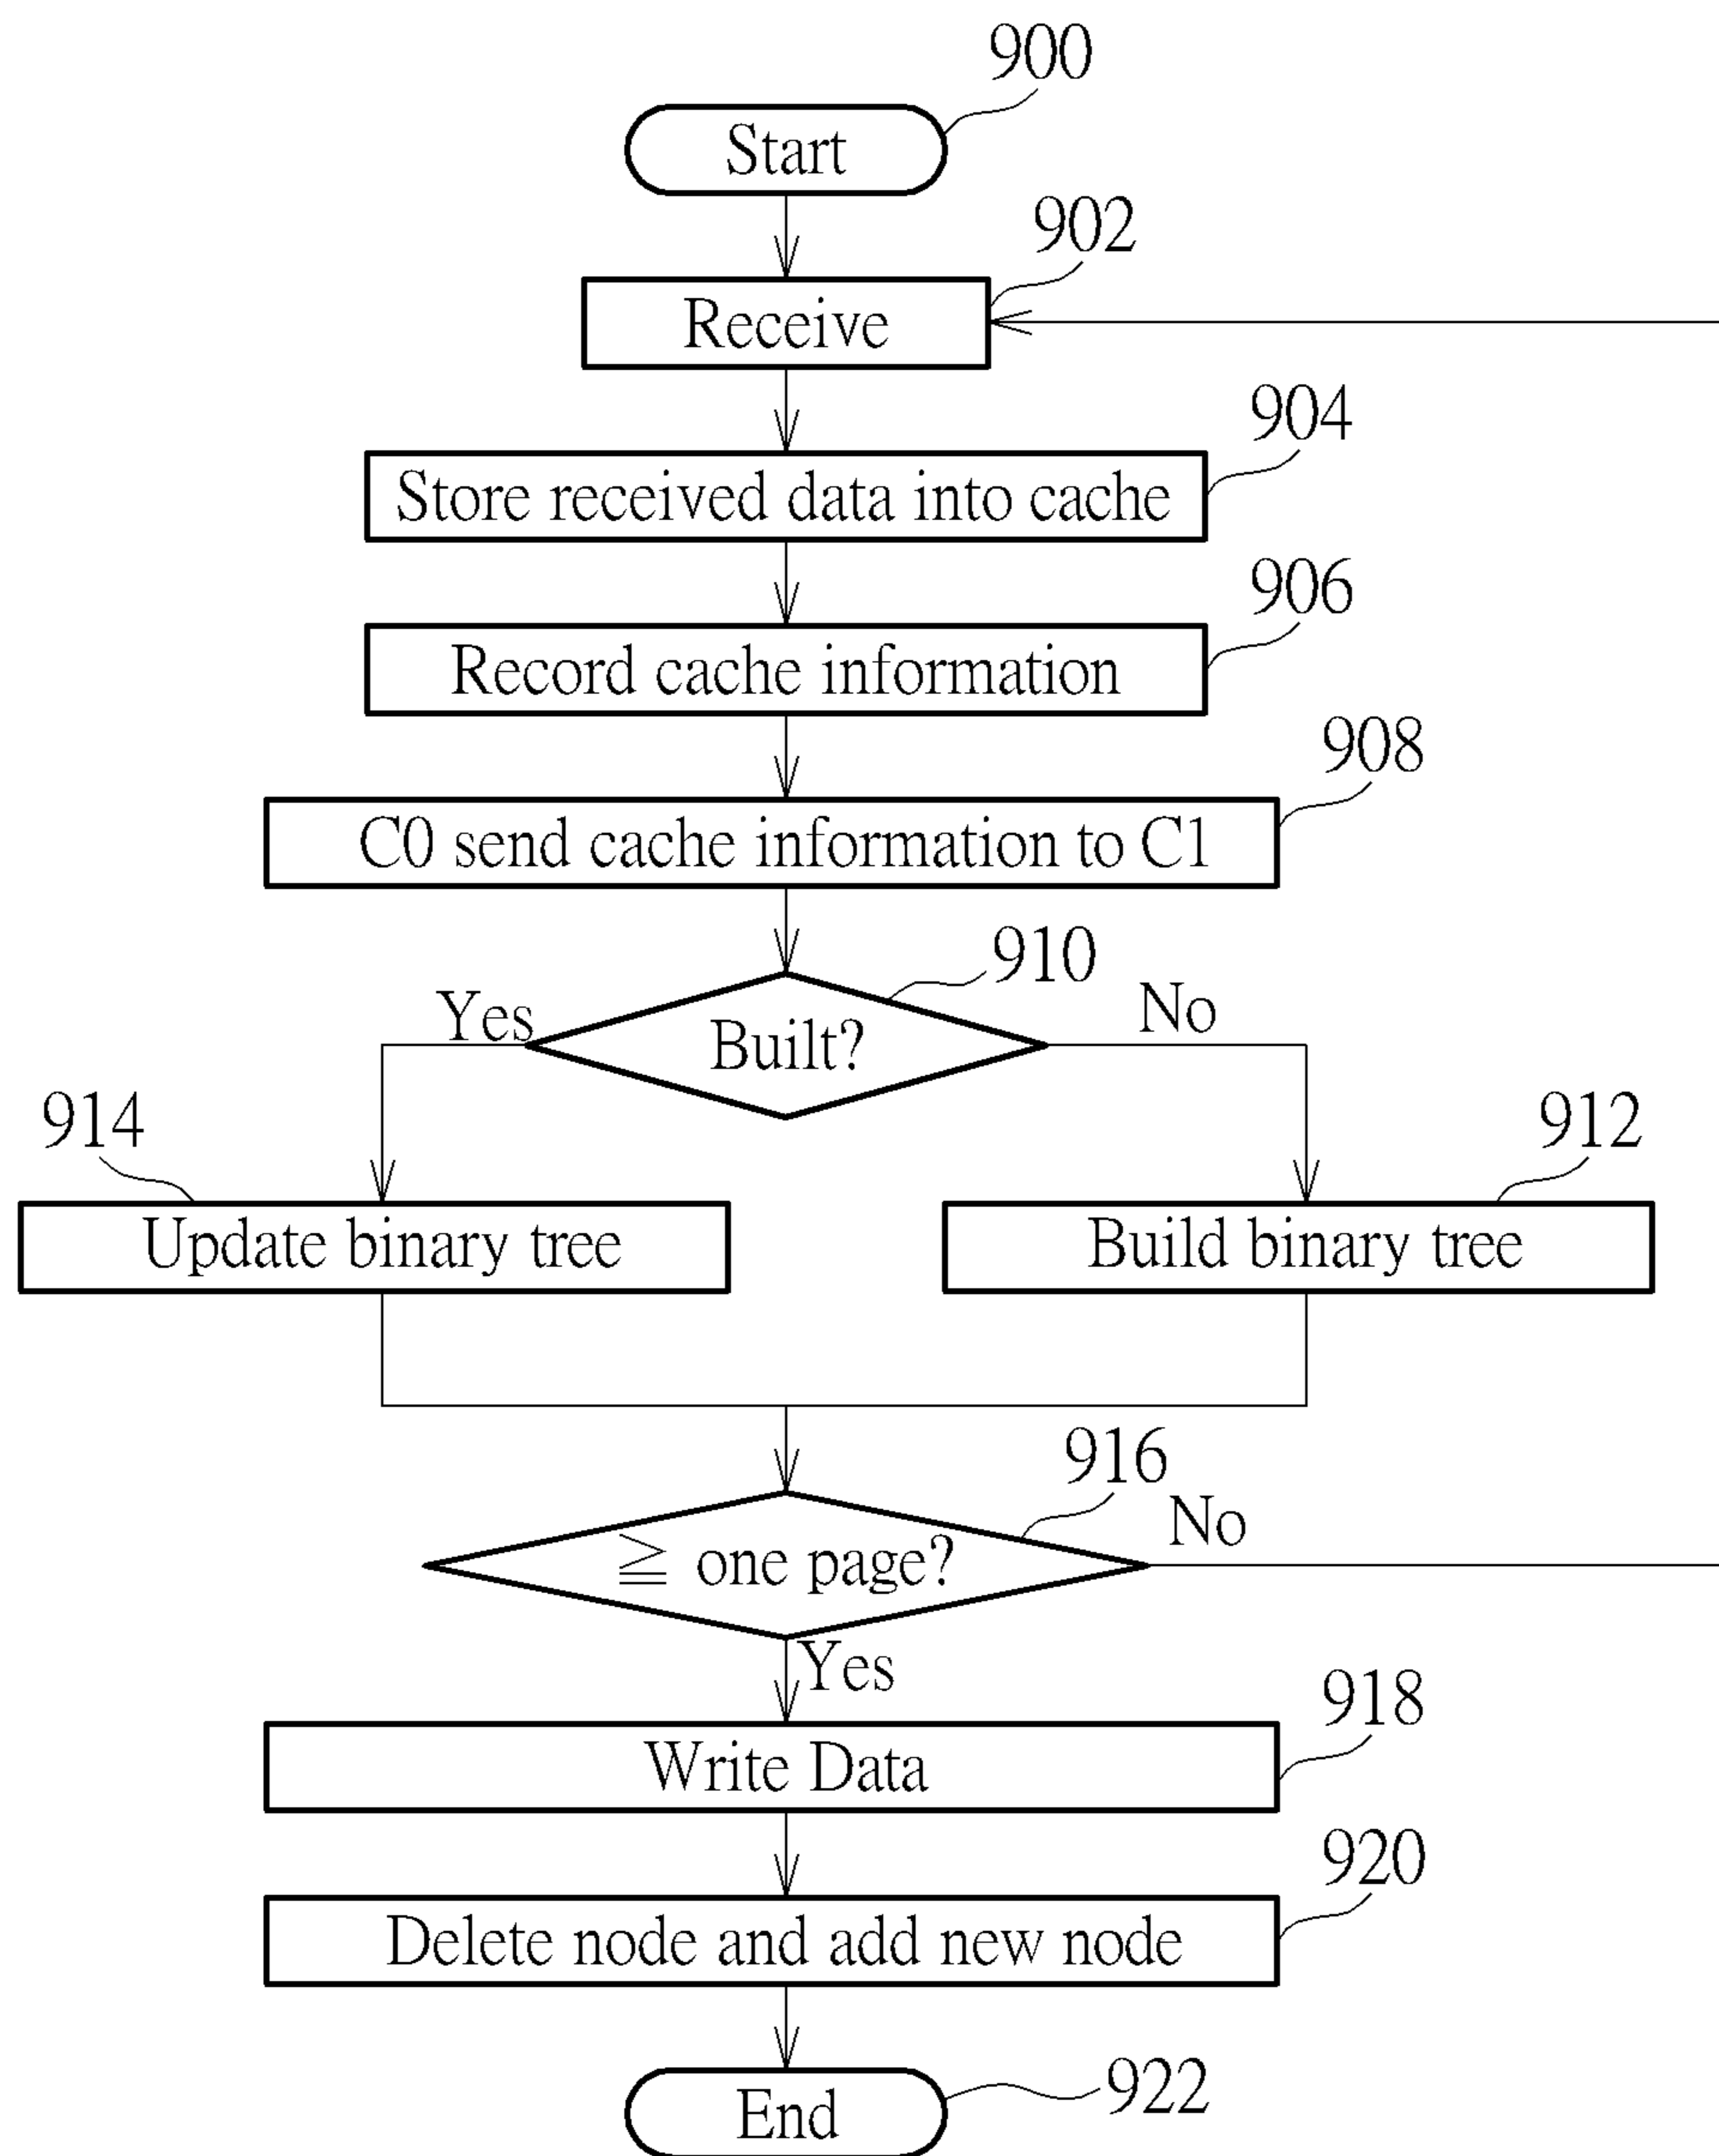 900
Start
902
Receive
904
Store received data into cache
906
Record cache information
908
C0 send cache information to C1
910
Yes
Built?
No
914
912
Update binary tree
Build binary tree
916
≧ one page?
No
Yes
918
Write Data
920
Delete node and add new node
922
End